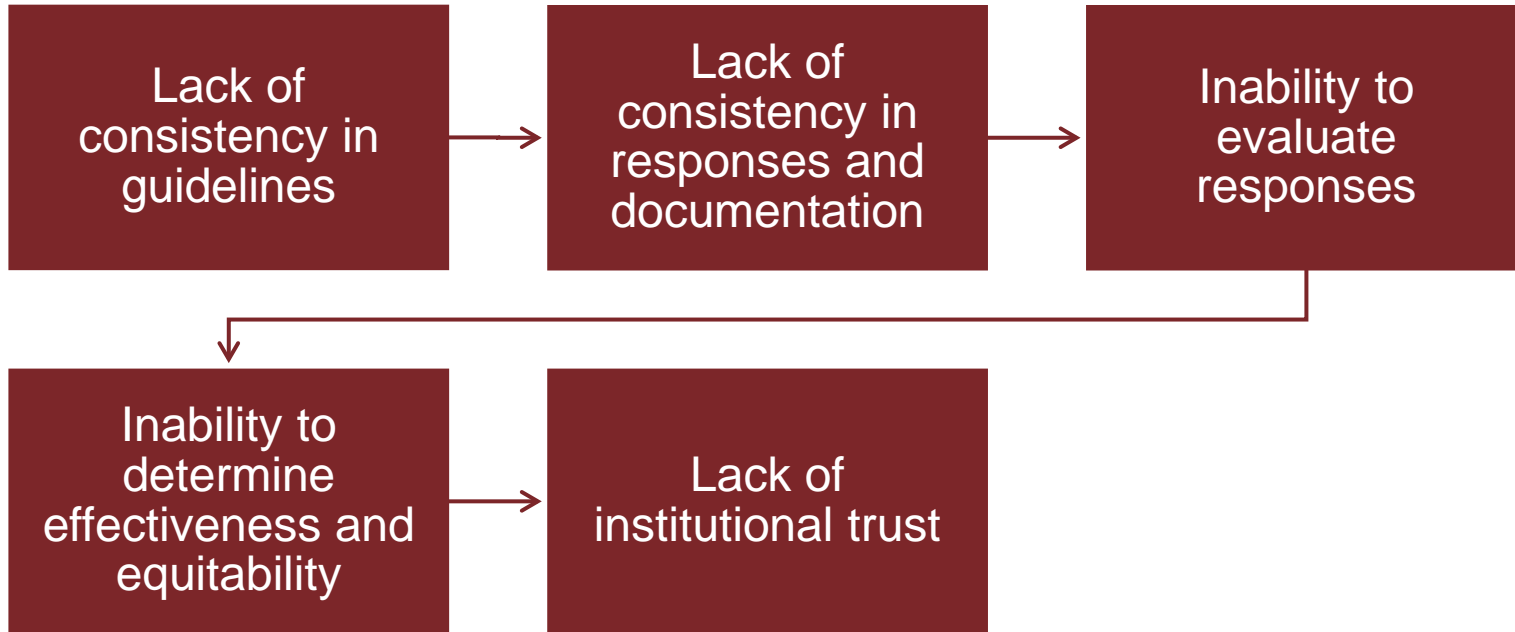 Lack of
consistency in
guidelines
Lack of
consistency in
responses and
documentation
Inability to
evaluate
responses
Inability to
determine
effectiveness and
equitability
Lack of
institutional trust